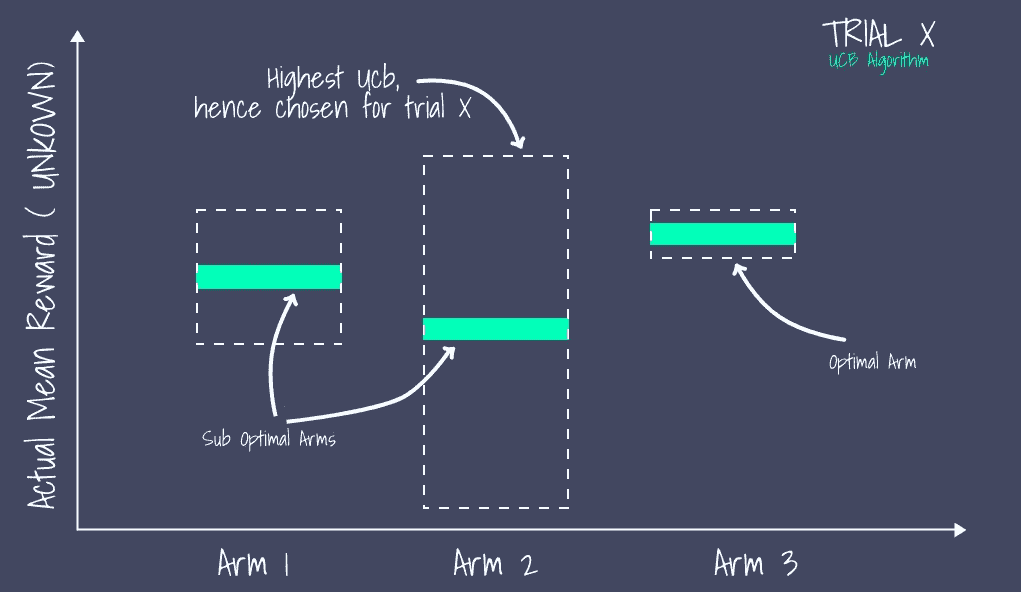 TRIAL X
UCB Algorithm
Highest Ucb,
hence chosen for trial X
Actual Mean Reward ( UNKOWN)
Optimal Arm
Sub Optimal Arms
Arm 1
Arm 2
Arm 3